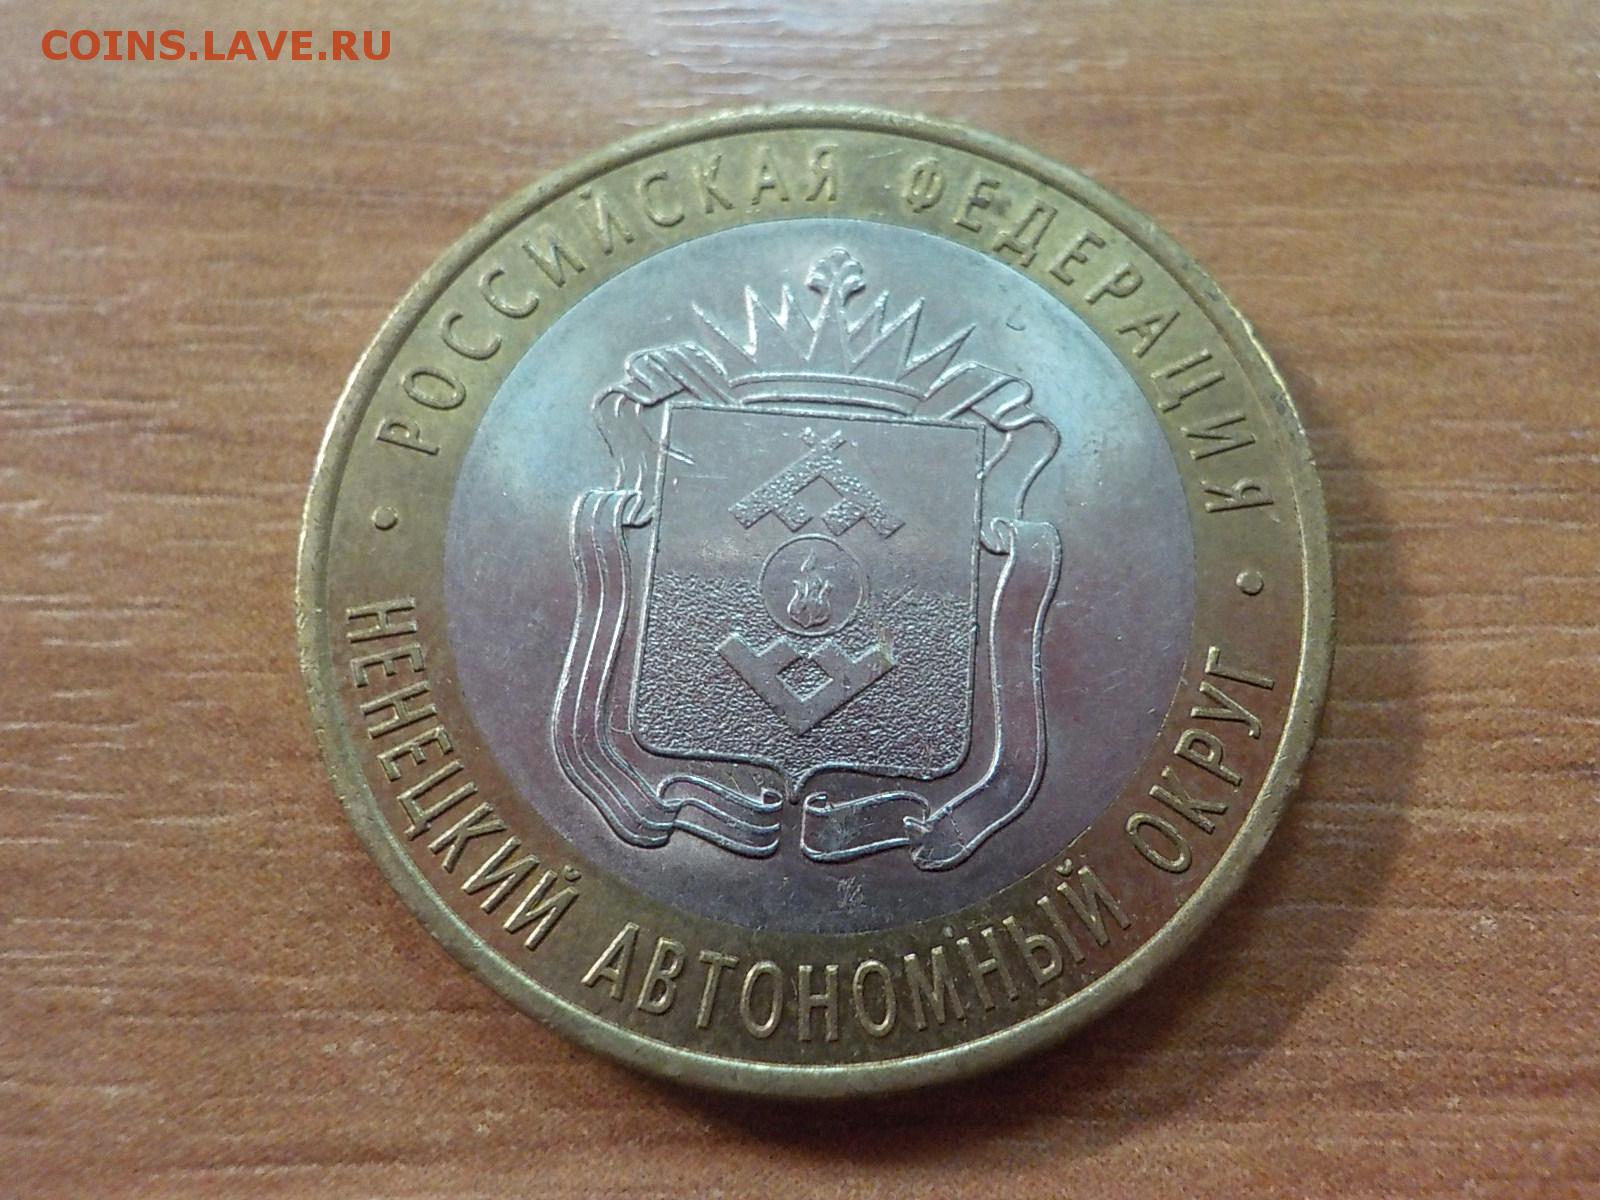 COINS.LAVE.RU
• РОССИЙСКАЯ ФЕДЕРАЦИЯ •
НЕНЕЦКИЙ АВТОНОМНЫЙ ОКРУГ